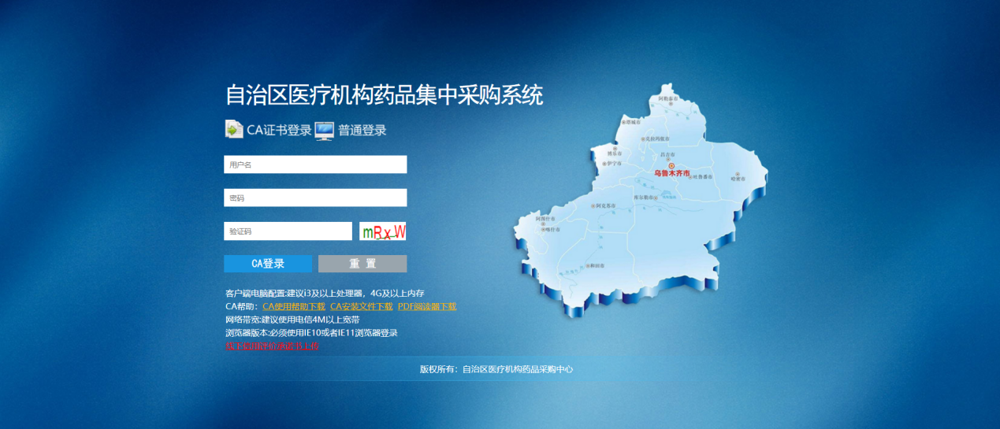 自治区医疗机构药品集中采购系统
CA证书登录 普通登录
用户名
密码
验证码 mRxW
CA登录 重 置
客户端电脑配置:建议i3及以上处理器，4G及以上内存
CA帮助：CA使用帮助下载 CA安装文件下载 PDF阅读器下载
网络带宽:建议使用电信4M以上宽带
浏览器版本:必须使用IE10或者IE11浏览器登录
版权所有：自治区医疗机构药品采购中心
阿勒泰市
塔城市
克拉玛依市
博乐市
伊宁市
昌吉市
乌鲁木齐市
吐鲁番市
哈密市
库尔勒市
阿克苏市
阿图什市
喀什市
和田市